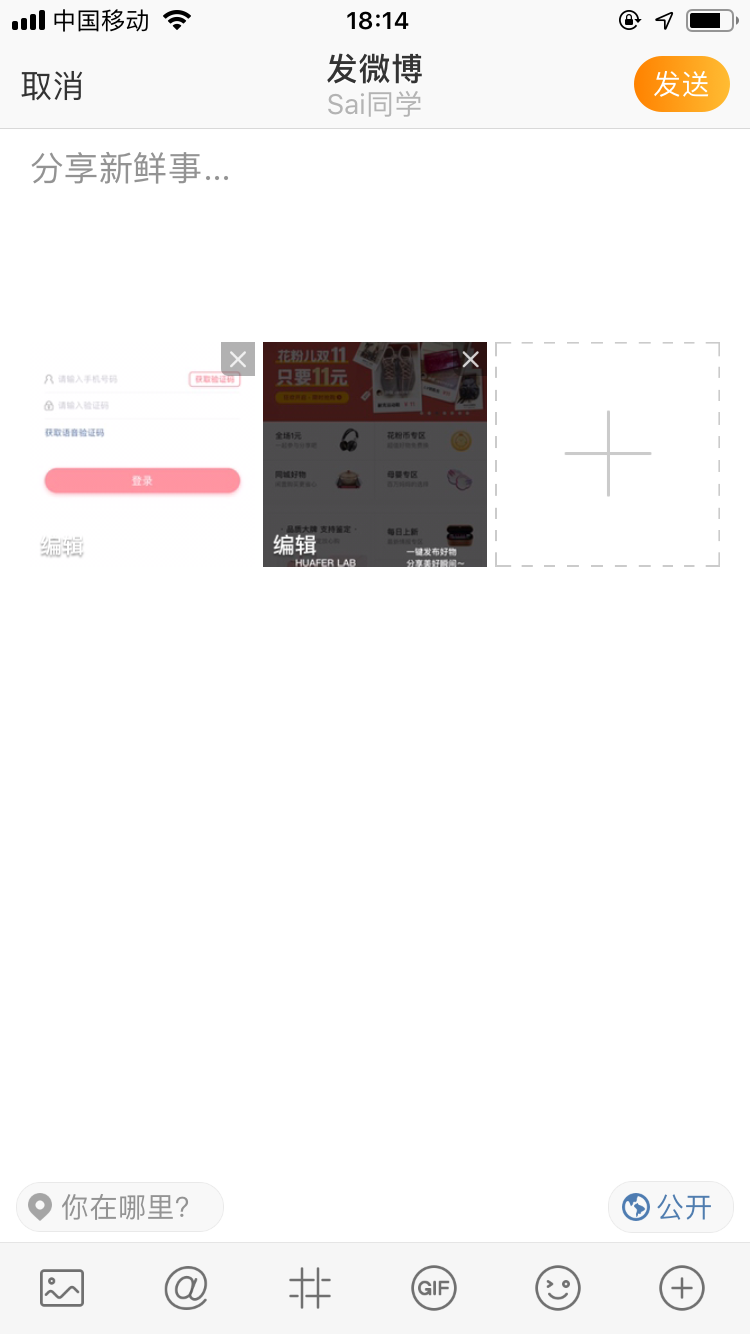 中国移动
18:14
取消
发微博
Sai同学
发送
分享新鲜事...
请输入手机号码
获取验证码
请输入验证码
获取语音验证码
登录
编辑
花粉儿双11
只要11元
全场1元
花粉币专区
同城好物
母婴专区
·品质大牌 支持鉴定·
每日上新
编辑
HUAFER LAB
一键发布好物
分享美好瞬间～
你在哪里?
公开
GIF